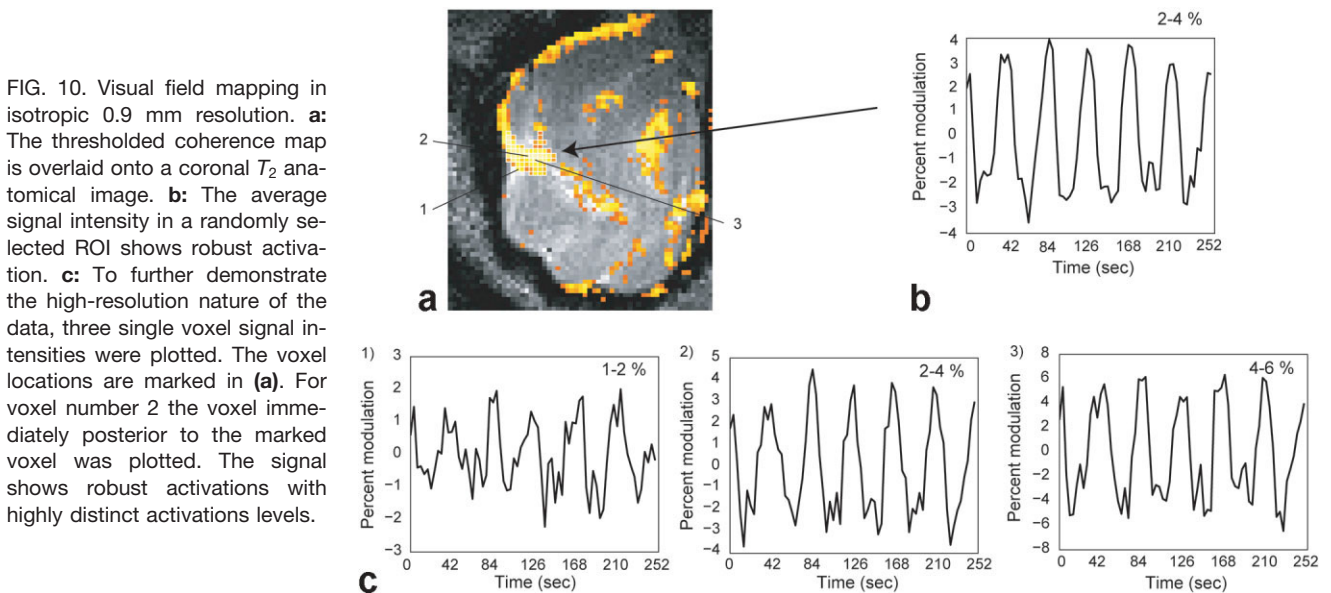 FIG. 10. Visual field mapping in
isotropic 0.9 mm resolution. a:
The thresholded coherence map
is overlaid onto a coronal T2 ana-
tomical image. b: The average
signal intensity in a randomly se-
lected ROI shows robust activa-
tion. c: To further demonstrate
the high-resolution nature of the
data, three single voxel signal in-
tensities were plotted. The voxel
locations are marked in (a). For
voxel number 2 the voxel imme-
diately posterior to the marked
voxel was plotted. The signal
shows robust activations with
highly distinct activations levels.
2
1
3
a
2-4 %
Percent modulation
4
3
2
1
0
−1
−2
−3
−4
0 42 84 126 168 210 252
Time (sec)
b
1)
1-2 %
Percent modulation
3
2
1
0
−1
−2
−3
0 42 84 126 168 210 252
Time (sec)
2)
2-4 %
Percent modulation
5
4
3
2
1
0
−1
−2
−3
−4
0 42 84 126 168 210 252
Time (sec)
3)
4-6 %
Percent modulation
8
6
4
2
0
−2
−4
−6
−8
0 42 84 126 168 210 252
Time (sec)
c